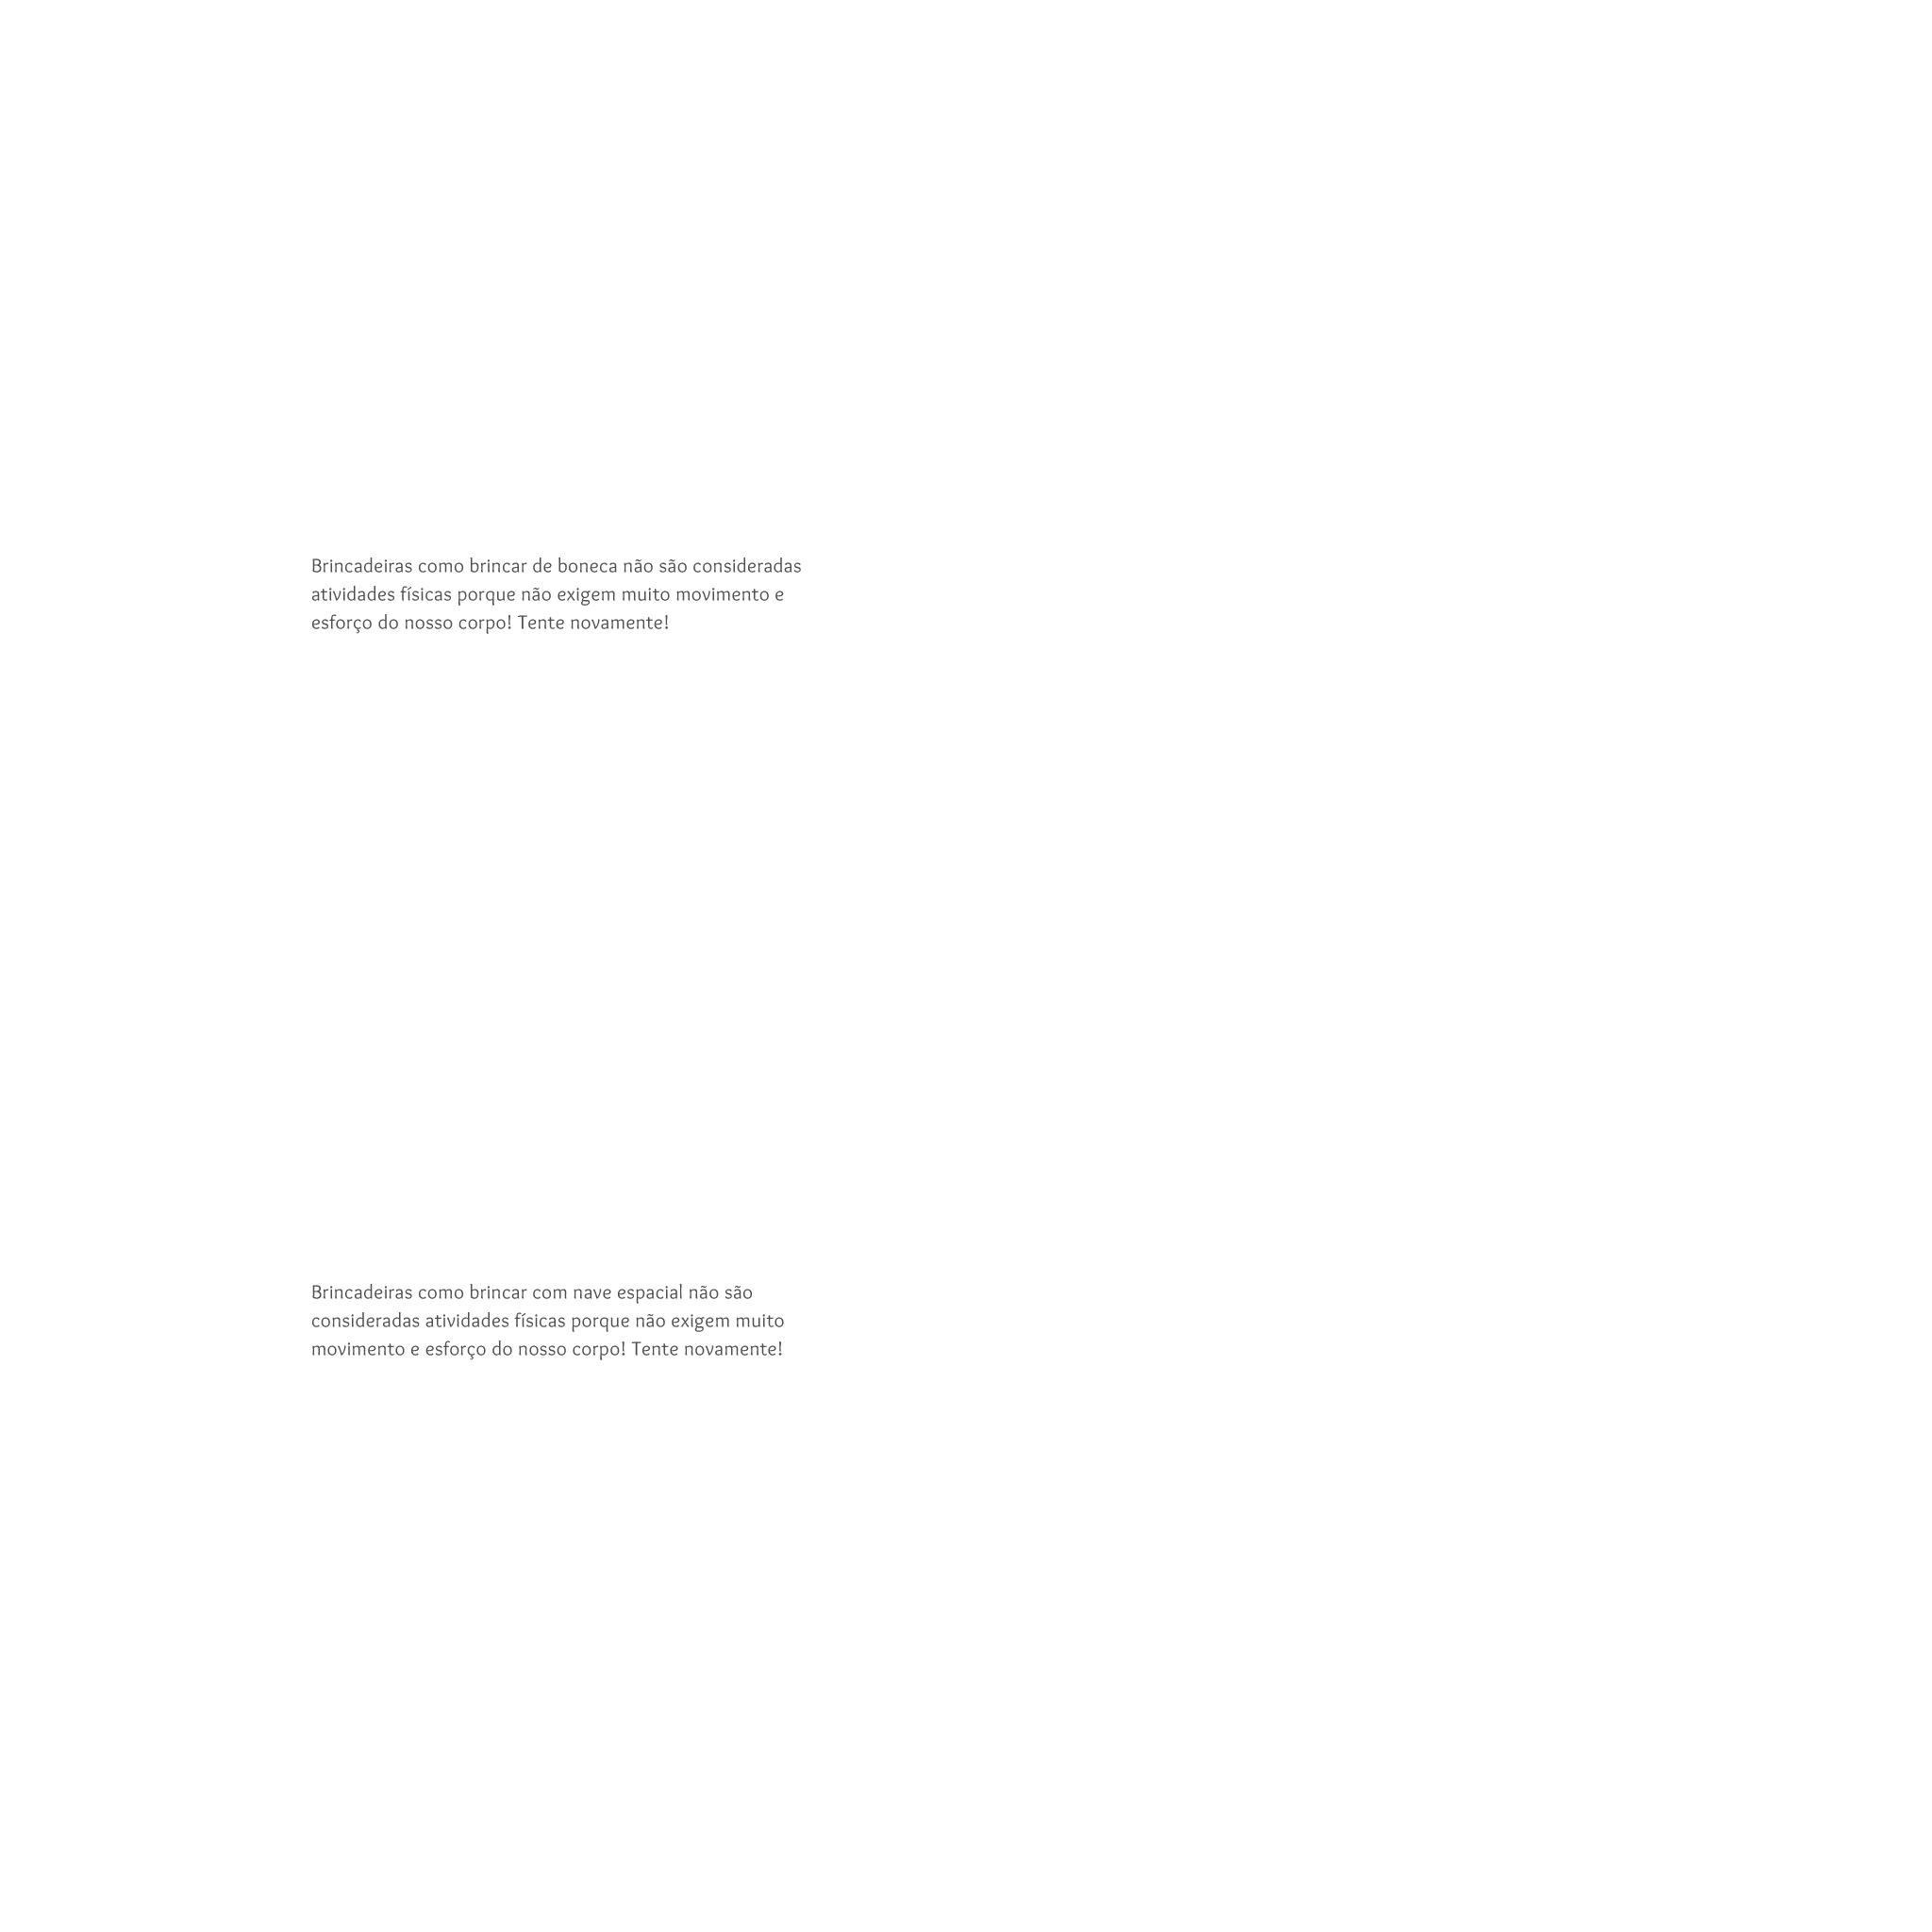 Brincadeiras como brincar de boneca não são consideradas
atividades físicas porque não exigem muito movimento e
esforço do nosso corpo! Tente novamente!
Brincadeiras como brincar com nave espacial não são
consideradas atividades físicas porque não exigem muito
movimento e esforço do nosso corpo! Tente novamente!